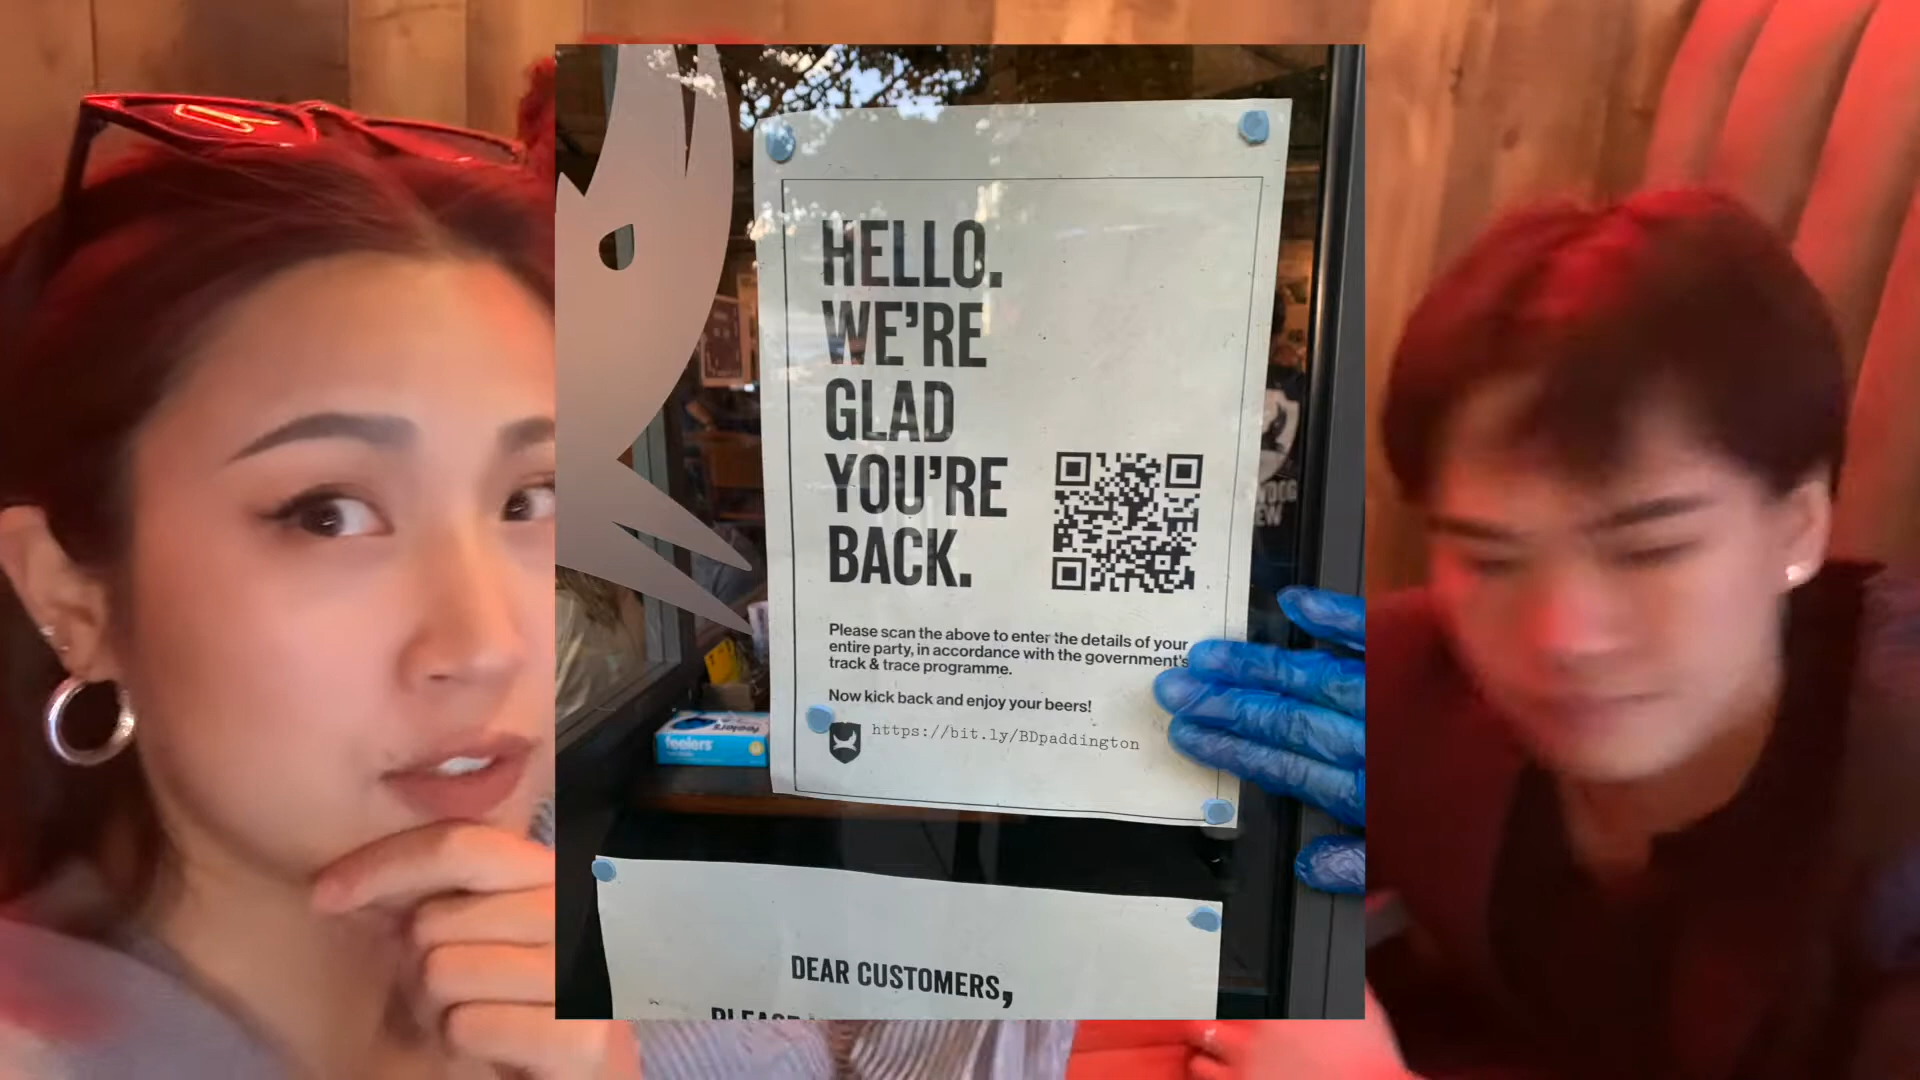 HELLO.
WE'RE
GLAD
YOU'RE
BACK.
Please scan the above to enter the details of your
entire party, in accordance with the government's
track & trace programme.
Now kick back and enjoy your beers!
https://bit.ly/BDpaddington
feelers
DEAR CUSTOMERS,